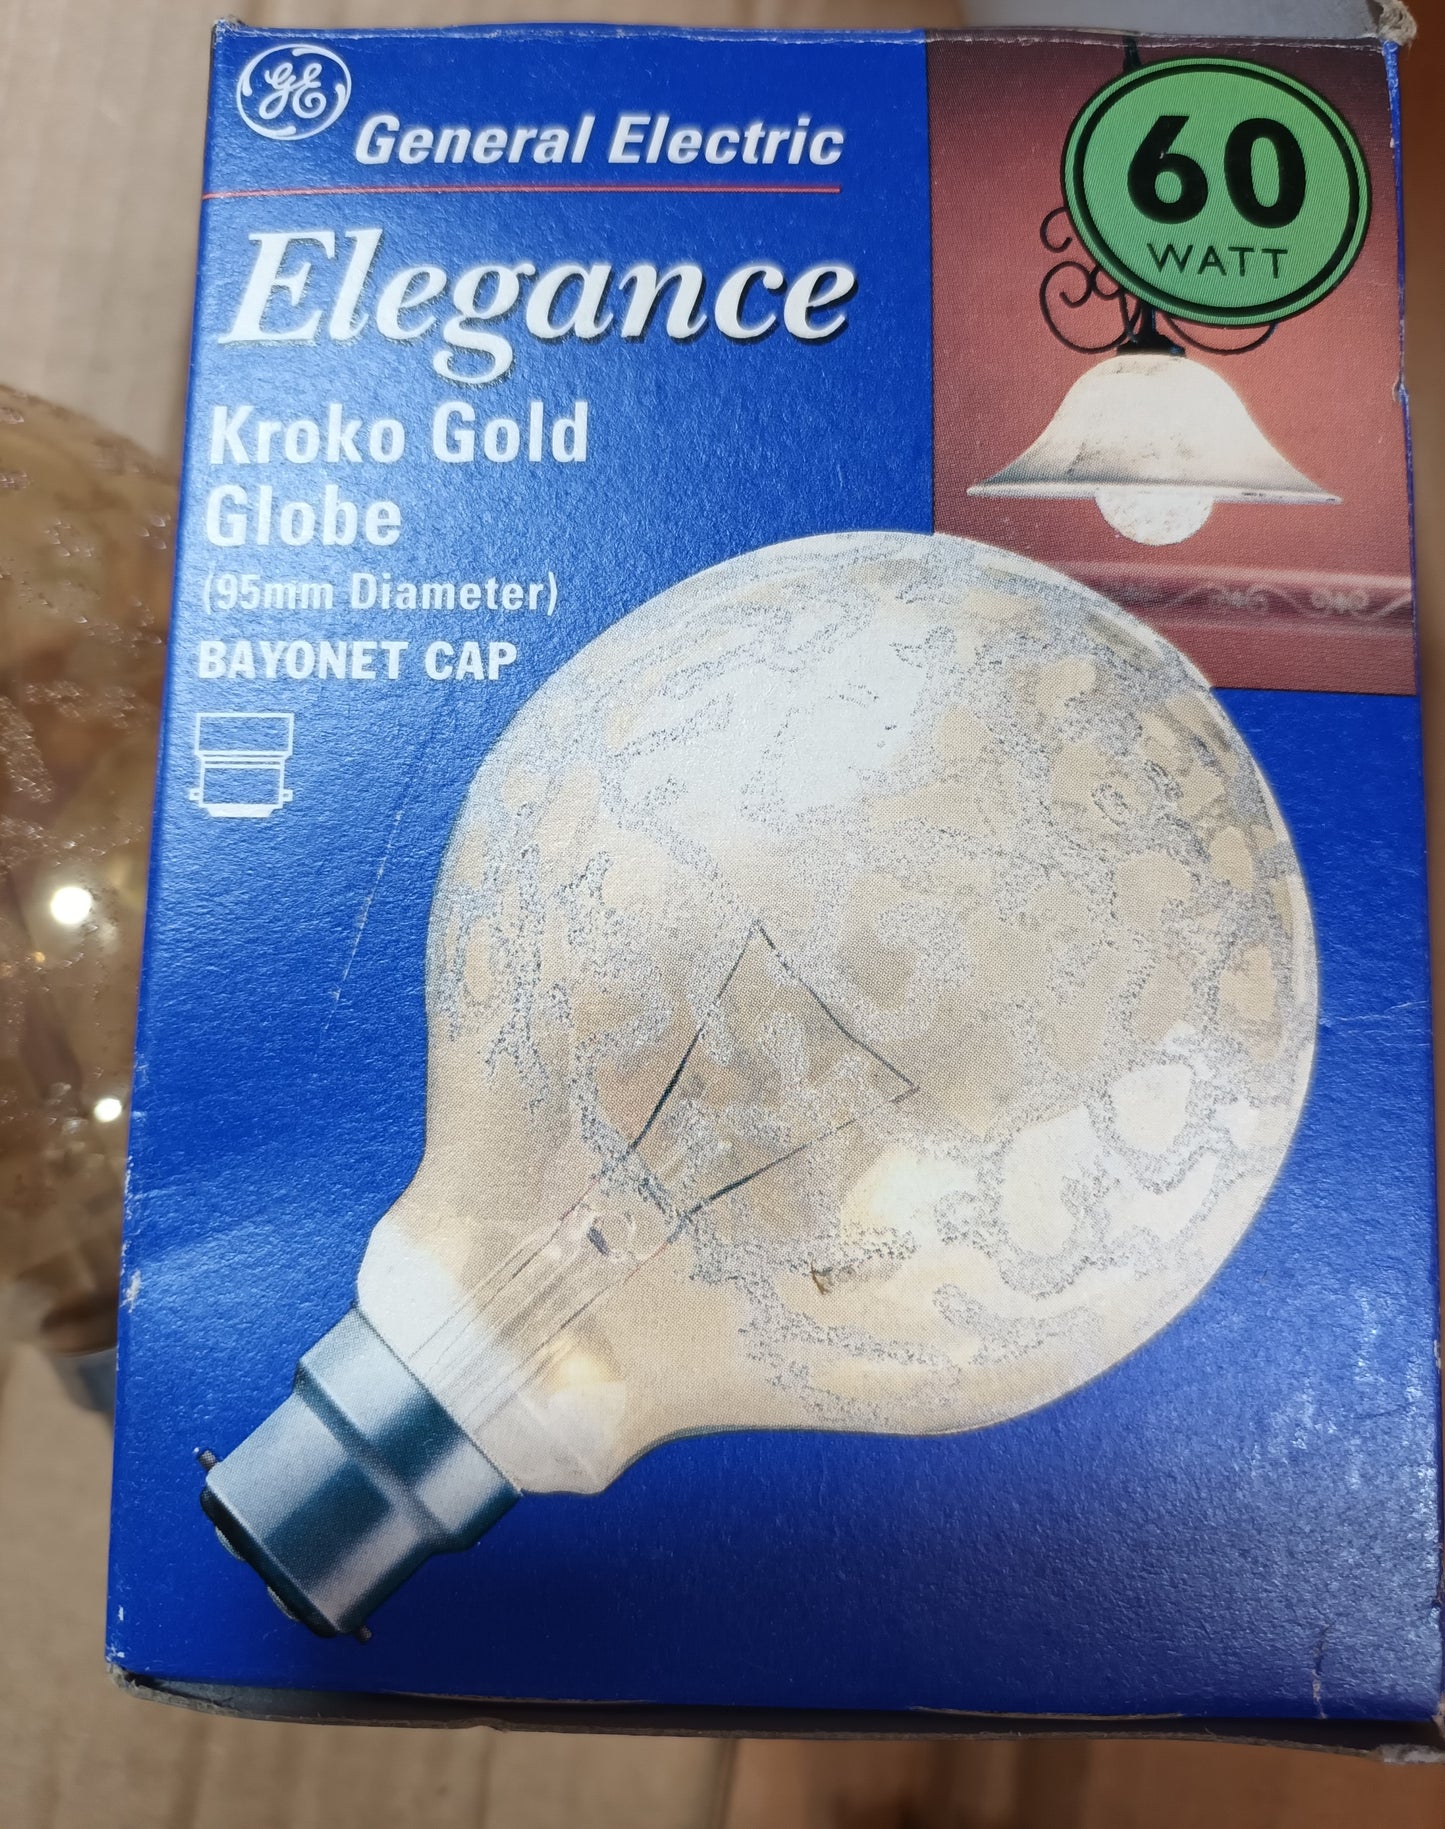 GE
General Electric
60
WATT
Elegance
Kroko Gold
Globe
(95mm Diameter)
BAYONET CAP